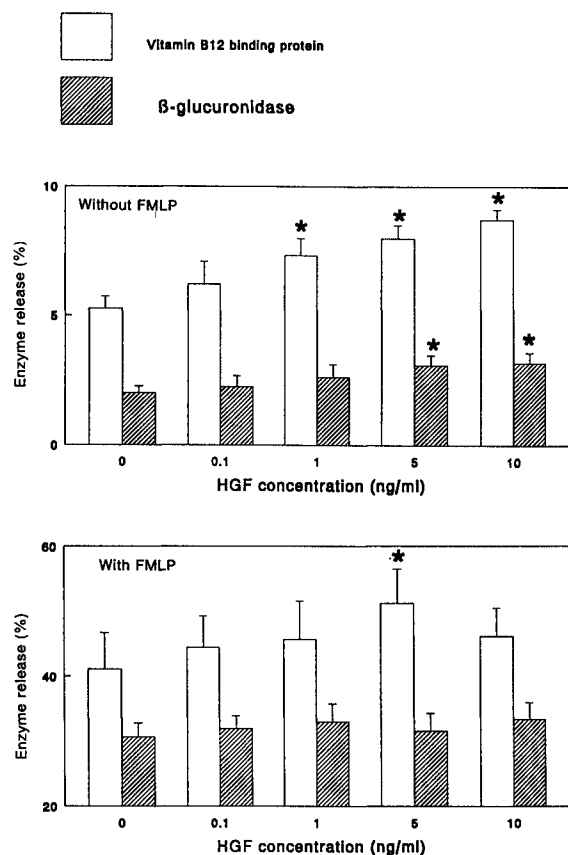 Vitamin B12 binding protein
ß-glucuronidase
10
Without FMLP
*
*
*
5
*
*
0
Enzyme release (%)
0 0.1 1 5 10
HGF concentration (ng/ml)
60
With FMLP
*
40
20
Enzyme release (%)
0 0.1 1 5 10
HGF concentration (ng/ml)